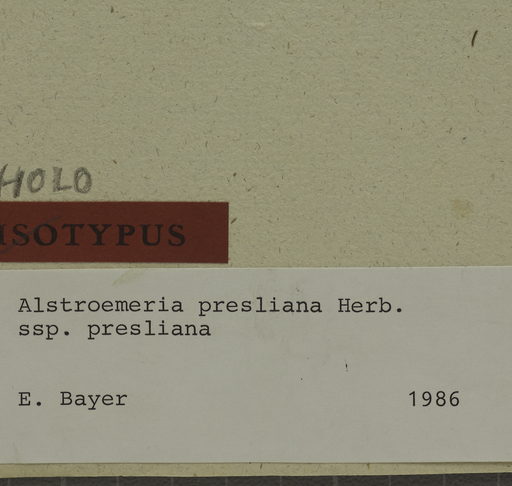 HOLO
ISOTYPUS
Alstroemeria presliana Herb.
ssp. presliana
E. Bayer 1986